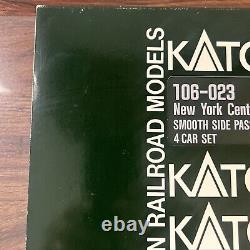 N RAILROAD MODELS
KATO
106-023
New York Cent
SMOOTH SIDE PAS
4 CAR SET
KATO
KATO